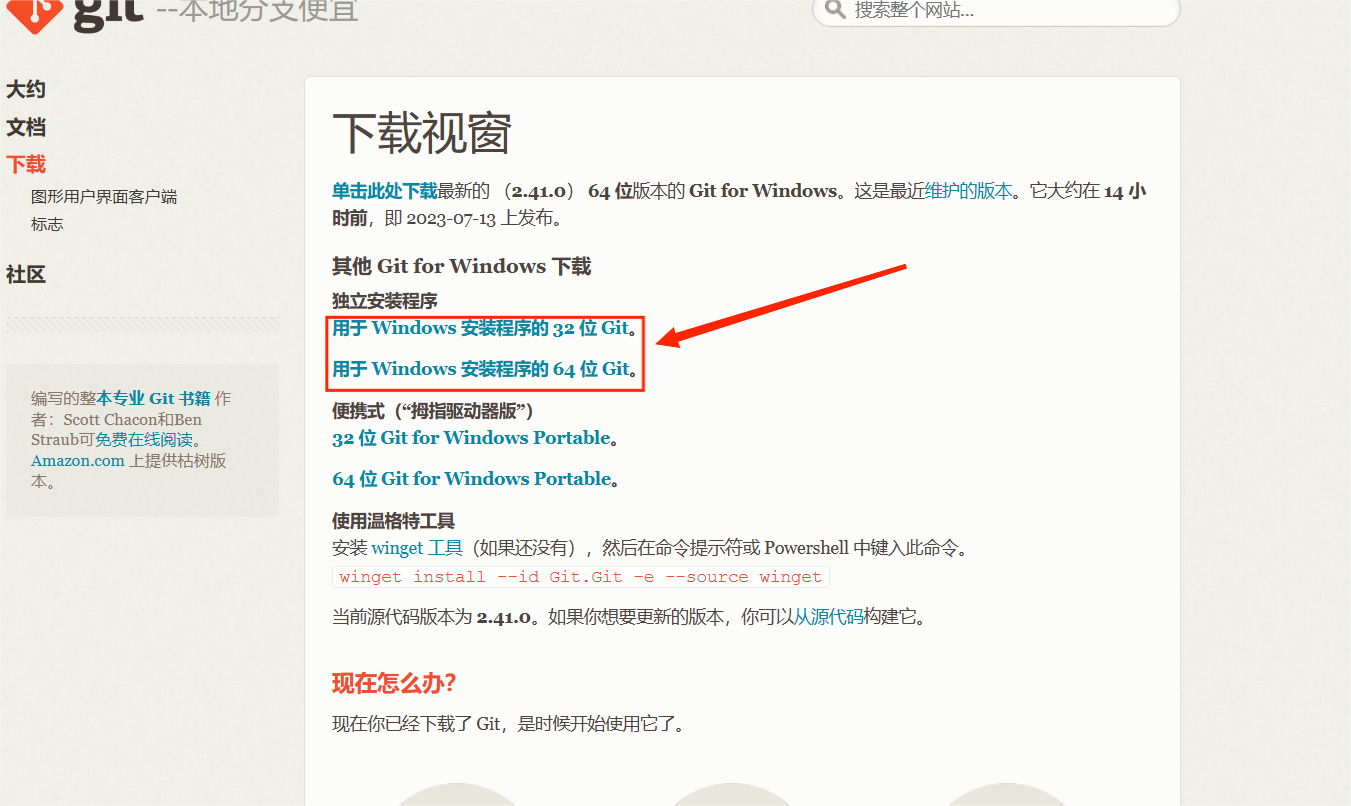 git --本地分支便宜
搜索整个网站...
大约
文档
下载
图形用户界面客户端
标志
社区
编写的整本专业 Git 书籍 作
者：Scott Chacon和Ben
Straub可免费在线阅读。
Amazon.com 上提供枯树版
本。
下载视窗
单击此处下载最新的 （2.41.0） 64 位版本的 Git for Windows。这是最近维护的版本。它大约在 14 小
时前，即 2023-07-13 上发布。
其他 Git for Windows 下载
独立安装程序
用于 Windows 安装程序的 32 位 Git。
用于 Windows 安装程序的 64 位 Git。
便携式（“拇指驱动器版”）
32 位 Git for Windows Portable。
64 位 Git for Windows Portable。
使用温格特工具
安装 winget 工具（如果还没有），然后在命令提示符或 Powershell 中键入此命令。
winget install --id Git.Git -e --source winget
当前源代码版本为 2.41.0。如果你想要更新的版本，你可以从源代码构建它。
现在怎么办?
现在你已经下载了 Git，是时候开始使用它了。